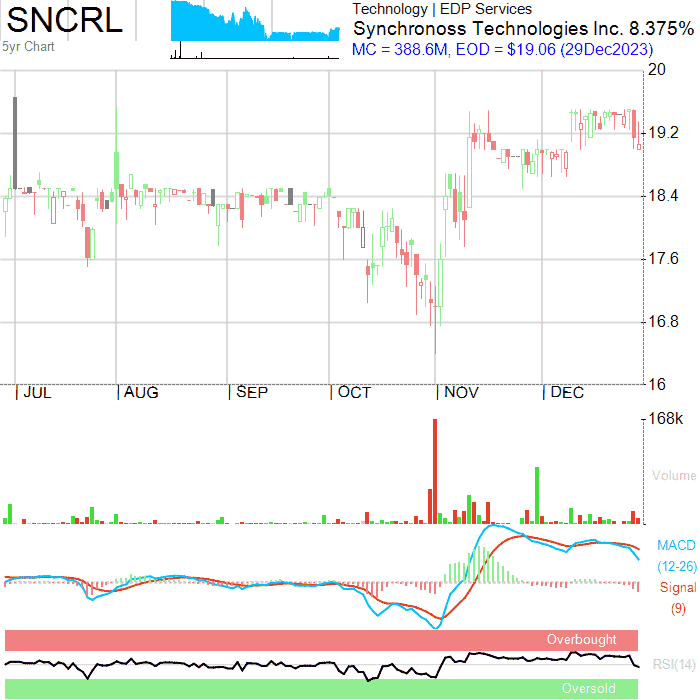 SNCRL
5yr Chart
Technology | EDP Services
Synchronoss Technologies Inc. 8.375%
MC = 388.6M, EOD = $19.06 (29Dec2023)
20
19.2
18.4
17.6
16.8
16
JUL
AUG
SEP
OCT
NOV
DEC
168k
Volume
MACD
(12-26)
Signal
(9)
Overbought
RSI(14)
Oversold